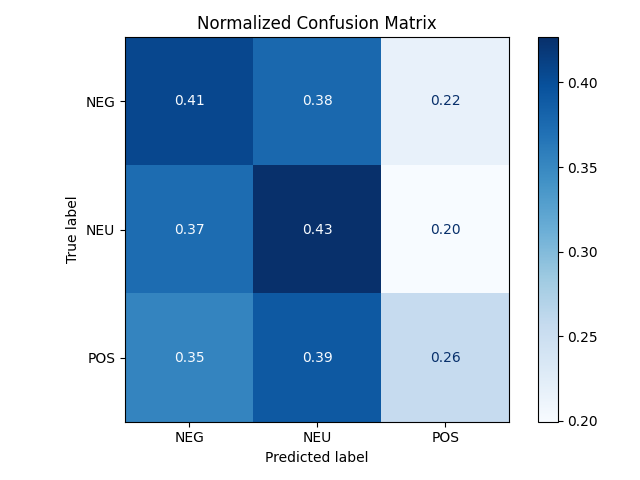 Normalized Confusion Matrix
NEG 0.41 0.38 0.22
NEU 0.37 0.43 0.20
POS 0.35 0.39 0.26
NEG NEU POS
Predicted label
True label
0.40
0.35
0.30
0.25
0.20